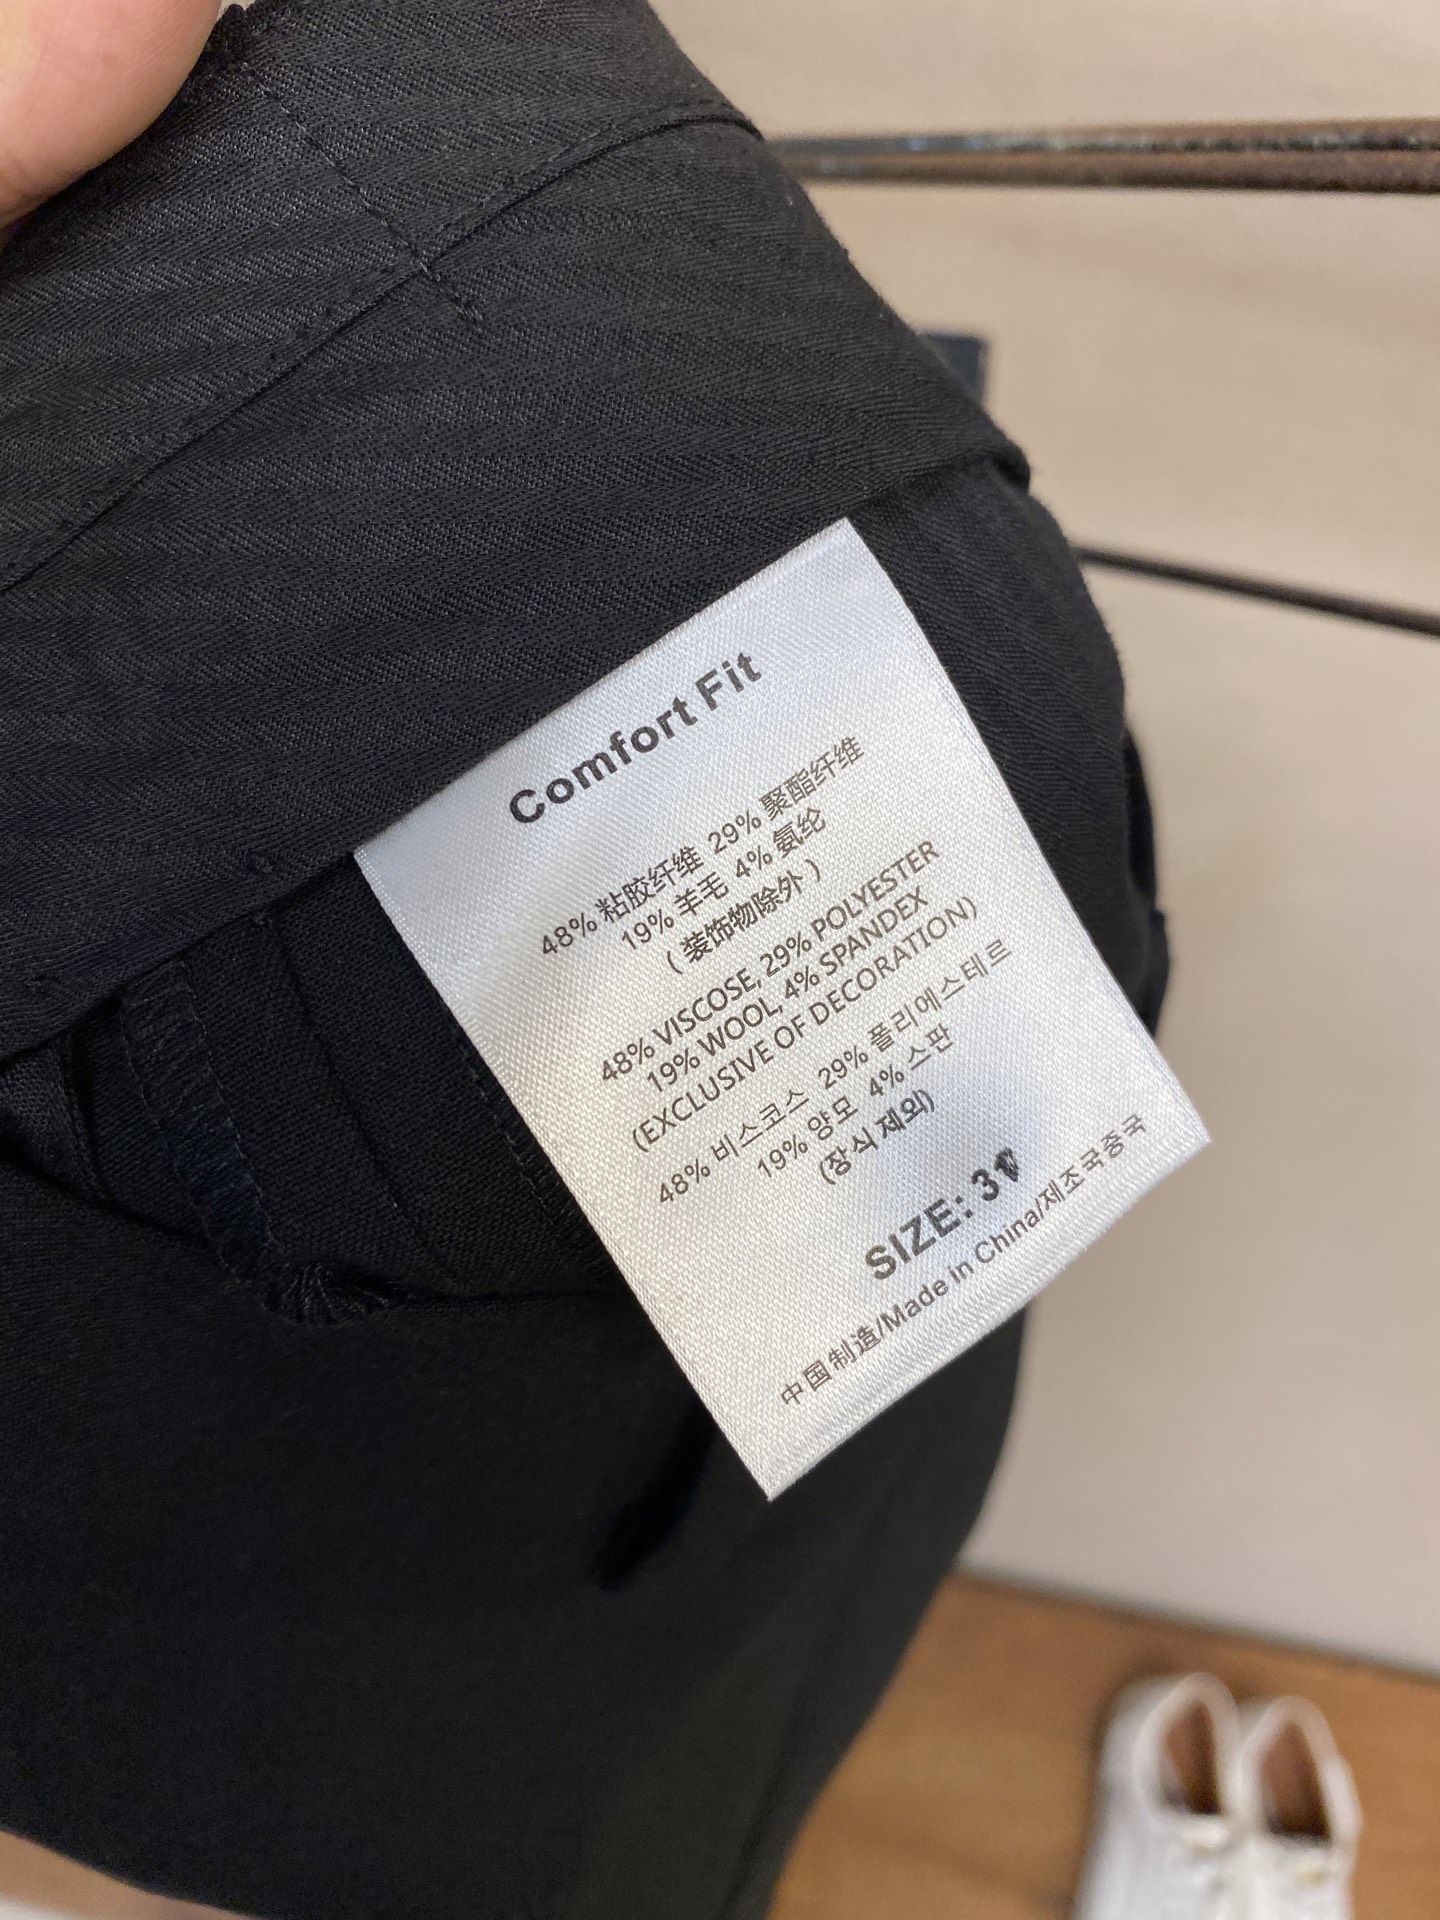 Comfort Fit
48% 粘胶纤维 29% 聚酯纤维
19% 羊毛 4% 氨纶
( 装饰物除外 )
48% VISCOSE, 29% POLYESTER
19% WOOL, 4% SPANDEX
(EXCLUSIVE OF DECORATION)
48% 비스코스 29% 폴리에스테르
19% 양모 4% 스판
(장식 제외)
SIZE:
中国制造/Made in China/제조국중국